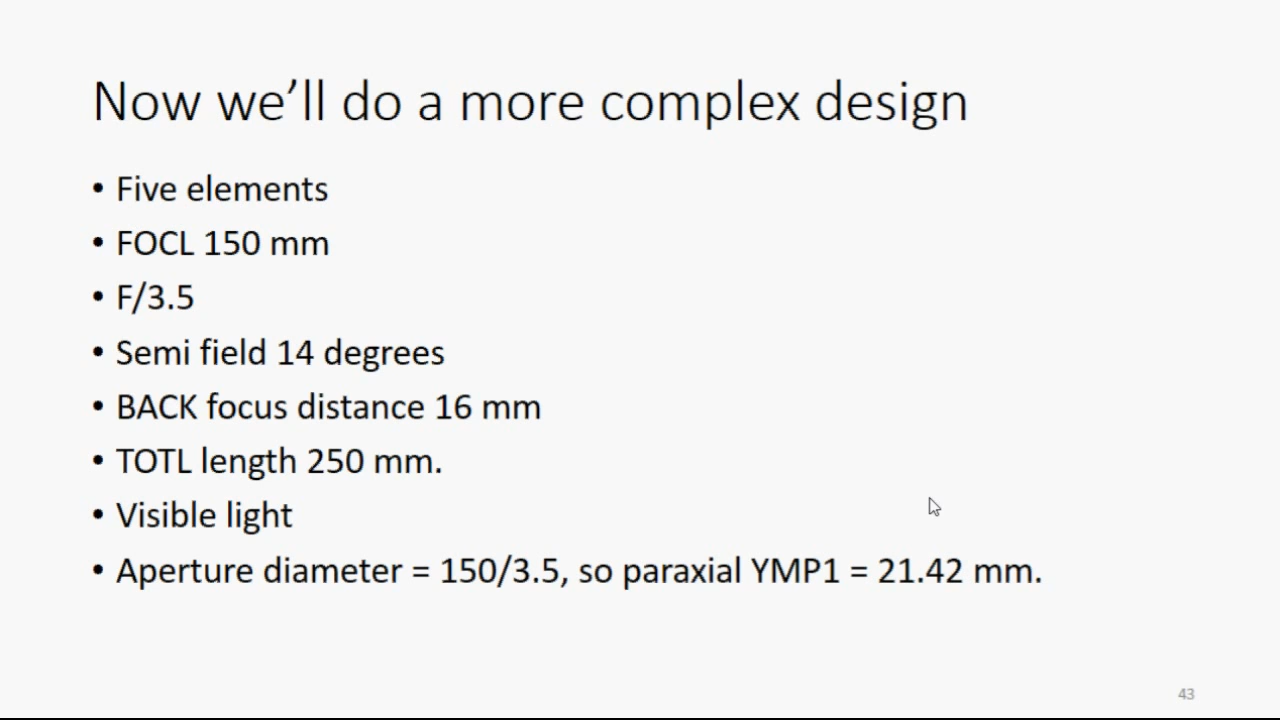 Now we’ll do a more complex design
• Five elements
• FOCL 150 mm
• F/3.5
• Semi field 14 degrees
• BACK focus distance 16 mm
• TOTL length 250 mm.
• Visible light
• Aperture diameter = 150/3.5, so paraxial YMP1 = 21.42 mm.
43